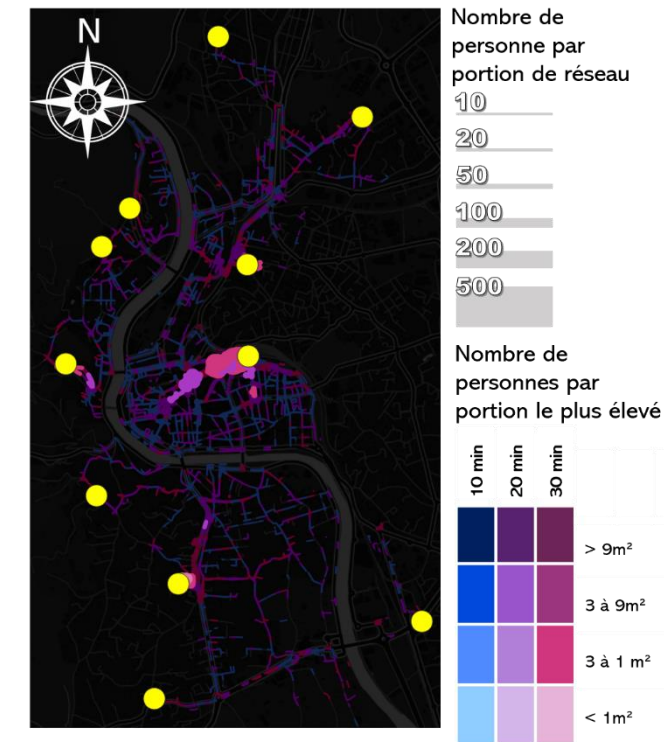 N
Nombre de
personne par
portion de réseau
10
20
50
100
200
500
Nombre de
personnes par
portion le plus élevé
10 min
20 min
30 min
> 9m²
3 à 9m²
3 à 1 m²
< 1m²